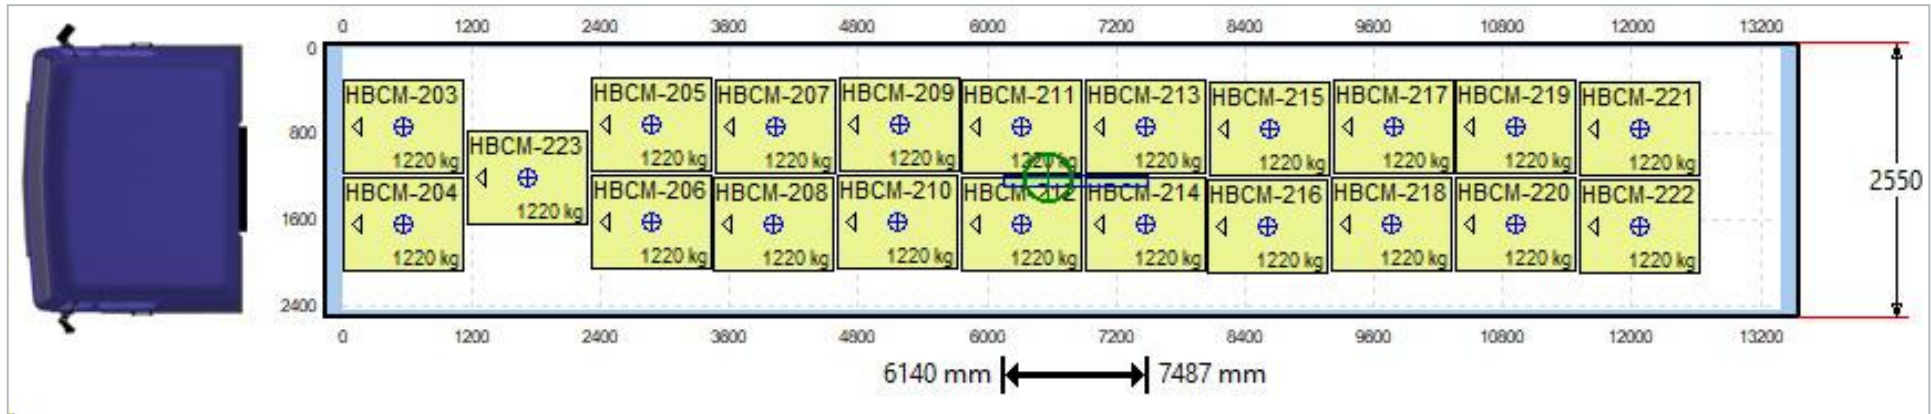 0 1200 2400 3600 4800 6000 7200 8400 9600 10800 12000 13200
0
HBCM-203 HBCM-205 HBCM-207 HBCM-209 HBCM-211 HBCM-213 HBCM-215 HBCM-217 HBCM-219 HBCM-221
800
HBCM-223
1220 kg 1220 kg 1220 kg 1220 kg 1220 kg 1220 kg 1220 kg 1220 kg 1220 kg 1220 kg
2550
HBCM-204 HBCM-206 HBCM-208 HBCM-210 HBCM-212 HBCM-214 HBCM-216 HBCM-218 HBCM-220 HBCM-222
1220 kg
1600
1220 kg 1220 kg 1220 kg 1220 kg 1220 kg 1220 kg 1220 kg 1220 kg 1220 kg 1220 kg
2400
0 1200 2400 3600 4800 6000 7200 8400 9600 10800 12000 13200
6140 mm 7487 mm